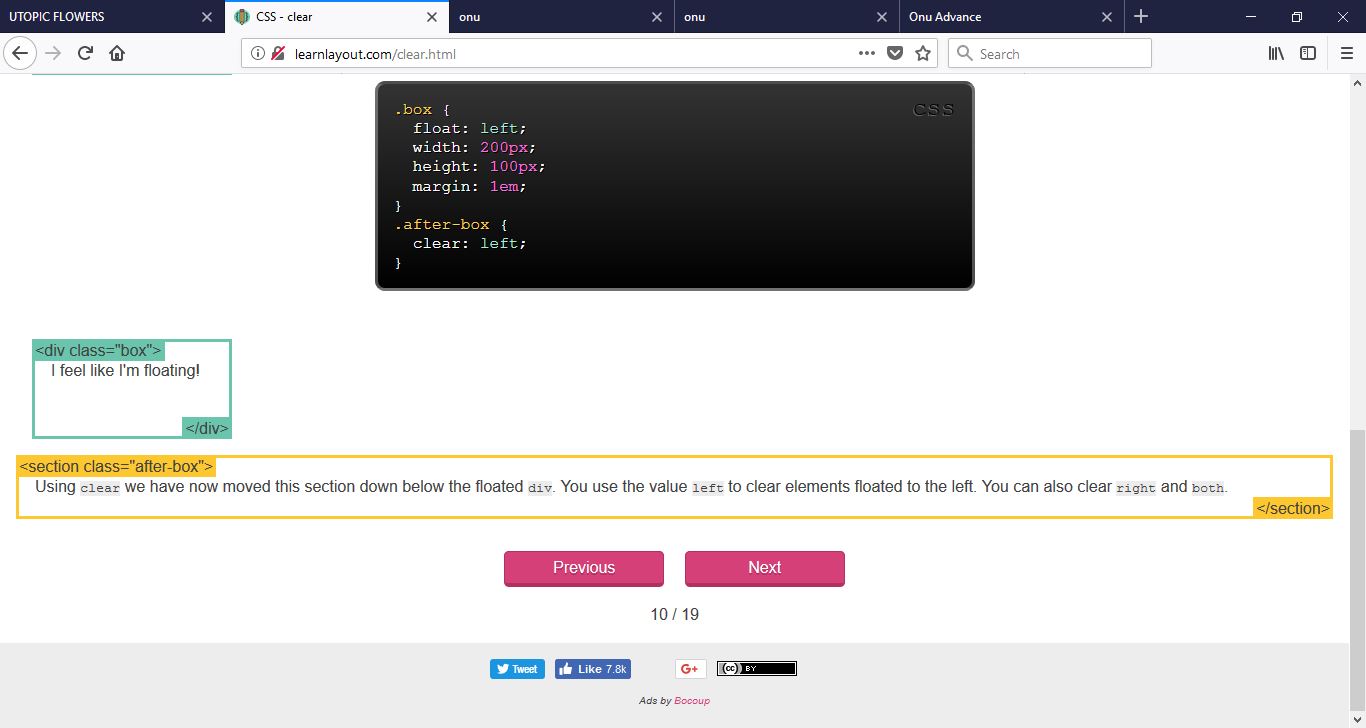 UTOPIC FLOWERS
CSS - clear
onu
onu
Onu Advance
learnlayout.com/clear.html
Search
CSS
.box {
  float: left;
  width: 200px;
  height: 100px;
  margin: 1em;
}
.after-box {
  clear: left;
}
<div class="box">
I feel like I'm floating!
</div>
<section class="after-box">
Using clear we have now moved this section down below the floated div. You use the value left to clear elements floated to the left. You can also clear right and both.
</section>
Previous
Next
10 / 19
Tweet
Like 7.8k
G+
cc BY
Ads by Bocoup